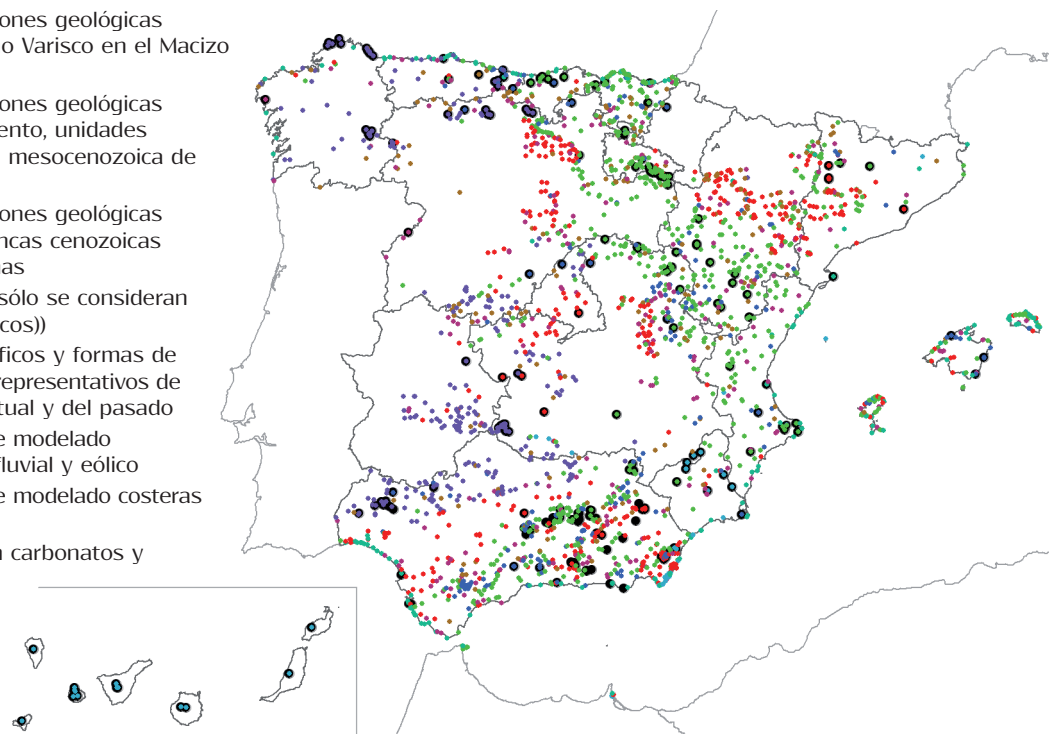 ones geológicas
o Varisco en el Macizo
ones geológicas
ento, unidades
mesocenozoica de
ones geológicas
ncas cenozoicas
as
sólo se consideran
cos))
ficos y formas de
representativos de
tual y del pasado
e modelado
fluvial y eólico
e modelado costeras
n carbonatos y